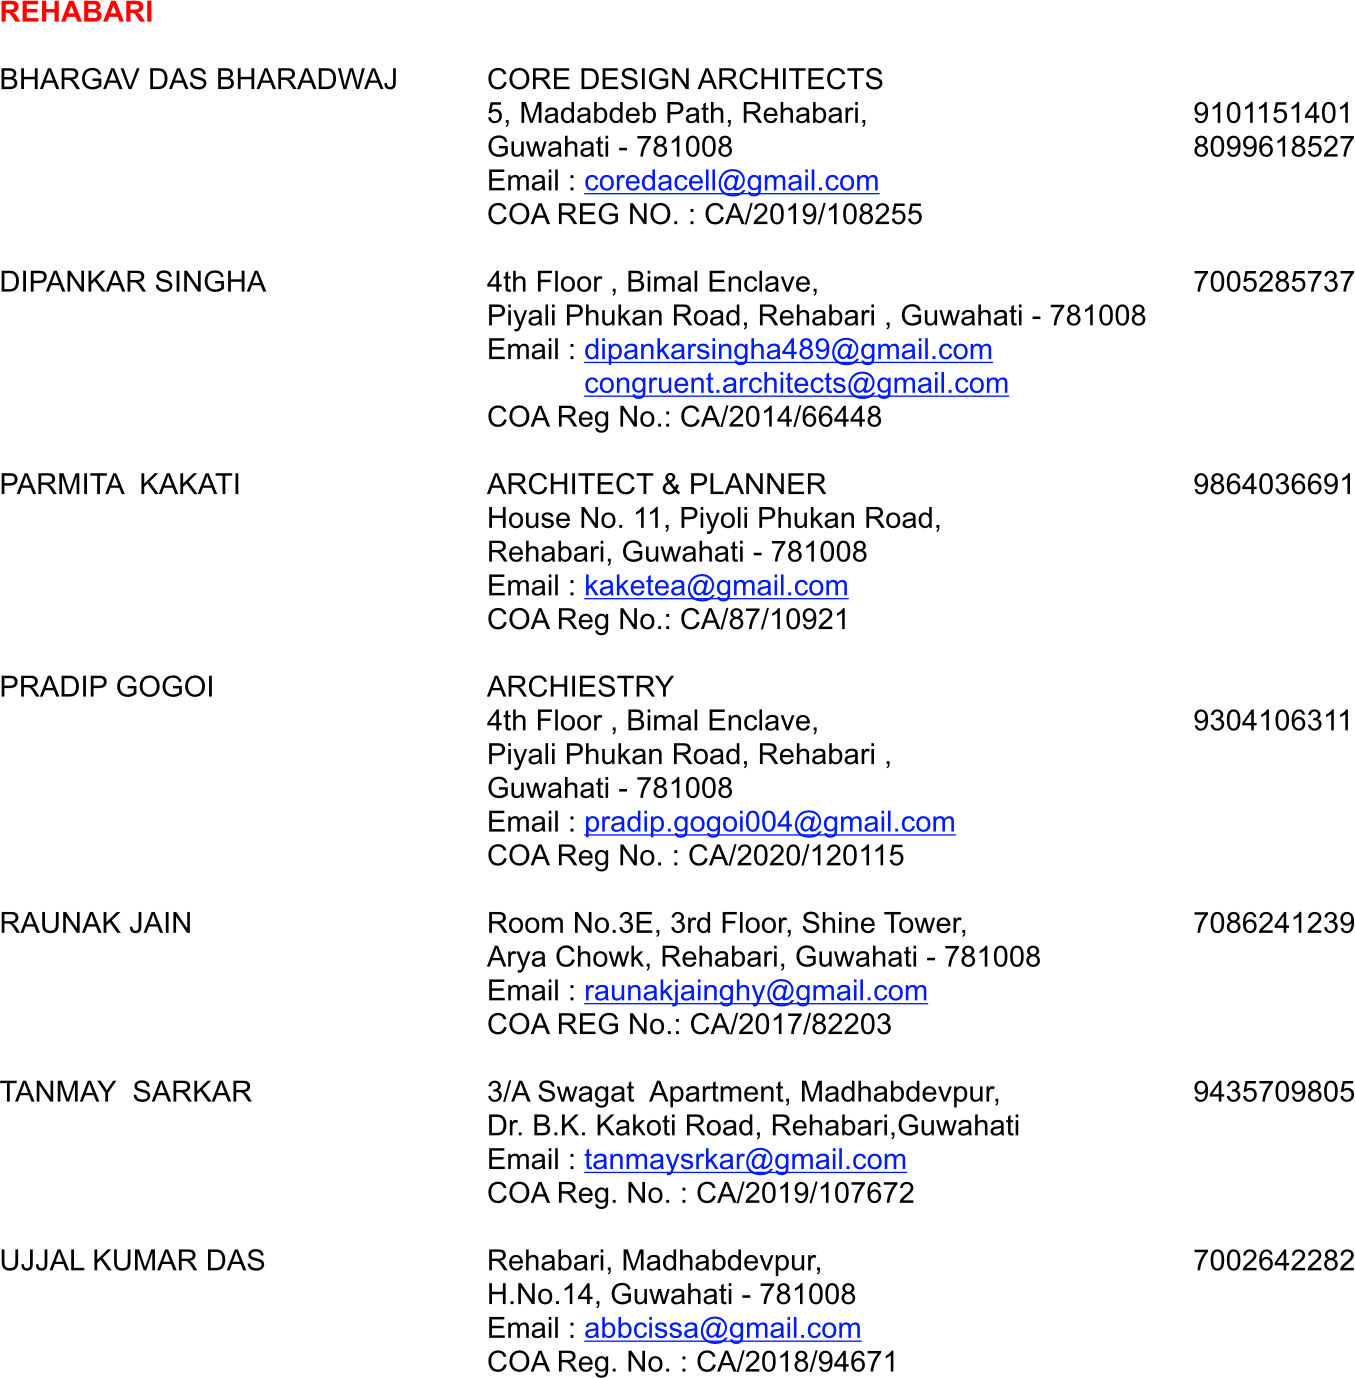 REHABARI
BHARGAV DAS BHARADWAJ CORE DESIGN ARCHITECTS
5, Madabdeb Path, Rehabari, 9101151401
Guwahati - 781008 8099618527
Email : coredacell@gmail.com
COA REG NO. : CA/2019/108255
DIPANKAR SINGHA 4th Floor , Bimal Enclave, 7005285737
Piyali Phukan Road, Rehabari , Guwahati - 781008
Email : dipankarsingha489@gmail.com
congruent.architects@gmail.com
COA Reg No.: CA/2014/66448
PARMITA  KAKATI ARCHITECT & PLANNER 9864036691
House No. 11, Piyoli Phukan Road,
Rehabari, Guwahati - 781008
Email : kaketea@gmail.com
COA Reg No.: CA/87/10921
PRADIP GOGOI ARCHIESTRY
4th Floor , Bimal Enclave, 9304106311
Piyali Phukan Road, Rehabari ,
Guwahati - 781008
Email : pradip.gogoi004@gmail.com
COA Reg No. : CA/2020/120115
RAUNAK JAIN Room No.3E, 3rd Floor, Shine Tower, 7086241239
Arya Chowk, Rehabari, Guwahati - 781008
Email : raunakjainghy@gmail.com
COA REG No.: CA/2017/82203
TANMAY  SARKAR 3/A Swagat  Apartment, Madhabdevpur, 9435709805
Dr. B.K. Kakoti Road, Rehabari,Guwahati
Email : tanmaysrkar@gmail.com
COA Reg. No. : CA/2019/107672
UJJAL KUMAR DAS Rehabari, Madhabdevpur, 7002642282
H.No.14, Guwahati - 781008
Email : abbcissa@gmail.com
COA Reg. No. : CA/2018/94671